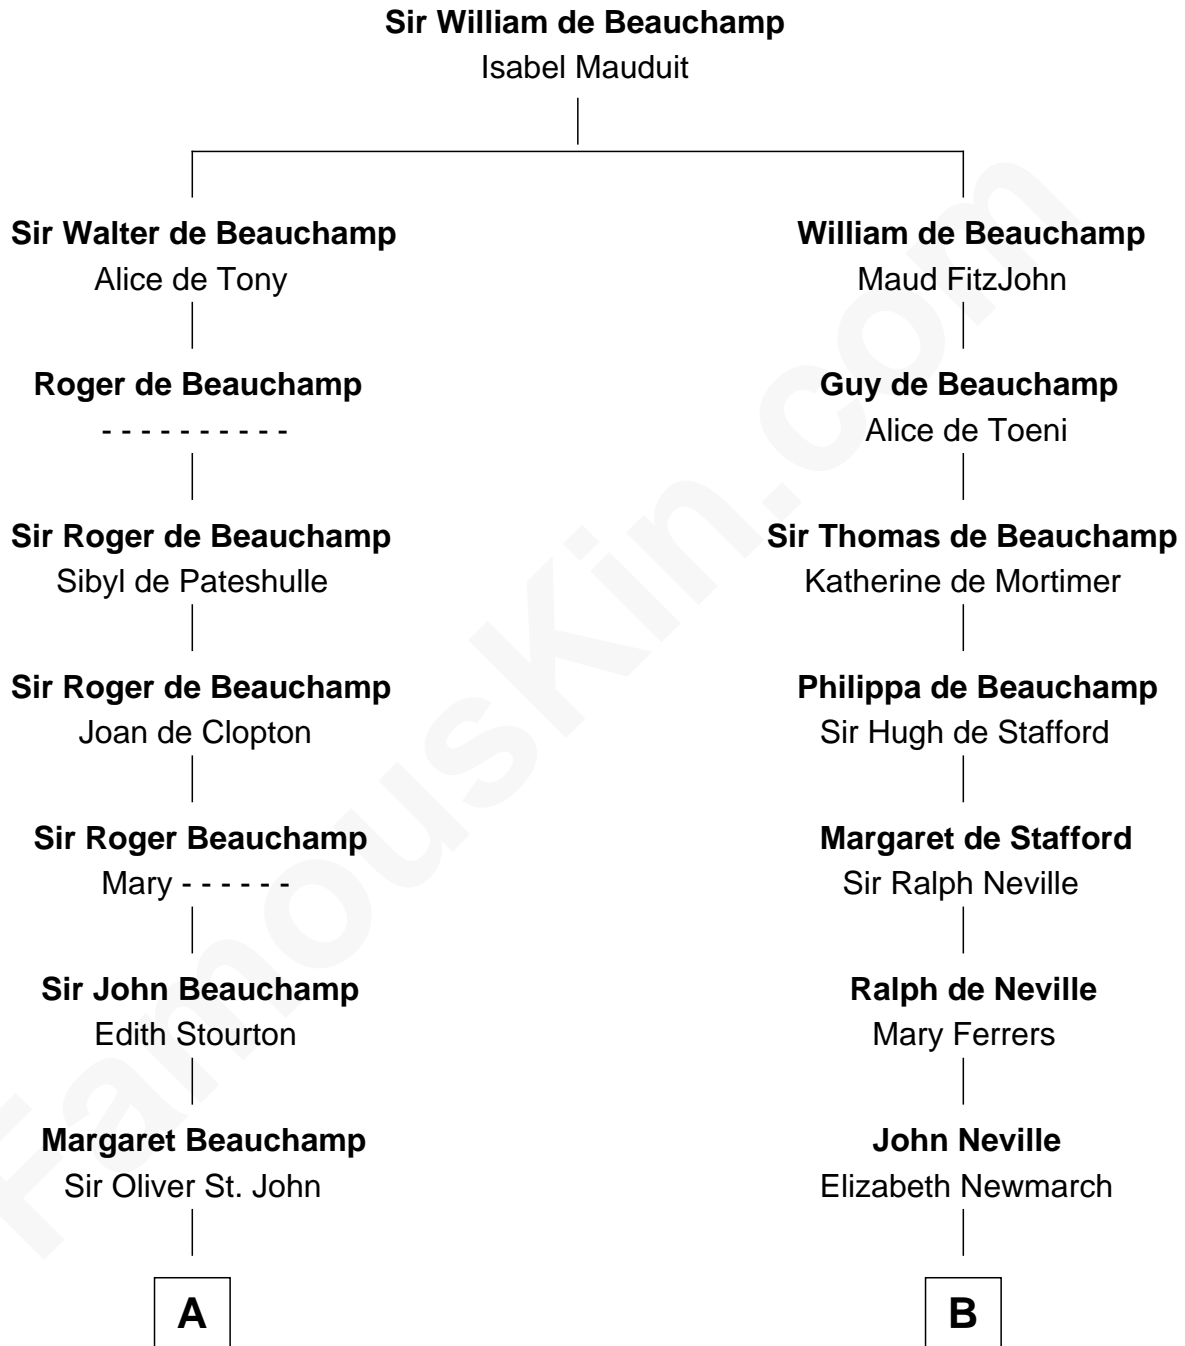 Sir William de Beauchamp
Isabel Mauduit
Sir Walter de Beauchamp
Alice de Tony
William de Beauchamp
Maud FitzJohn
Roger de Beauchamp
- - - - - - - - - -
Guy de Beauchamp
Alice de Toeni
Sir Roger de Beauchamp
Sibyl de Pateshulle
Sir Thomas de Beauchamp
Katherine de Mortimer
Sir Roger de Beauchamp
Joan de Clopton
Philippa de Beauchamp
Sir Hugh de Stafford
Sir Roger Beauchamp
Mary - - - - - -
Margaret de Stafford
Sir Ralph Neville
Sir John Beauchamp
Edith Stourton
Ralph de Neville
Mary Ferrers
Margaret Beauchamp
Sir Oliver St. John
John Neville
Elizabeth Newmarch
A
B
FamousKin.com